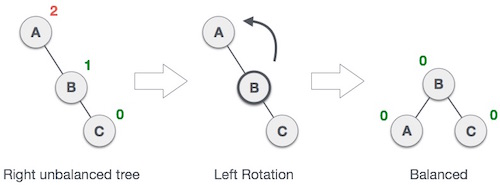 A 2
B 1
C 0
Right unbalanced tree
A
B
C
Left Rotation
B 0
A 0
C 0
Balanced